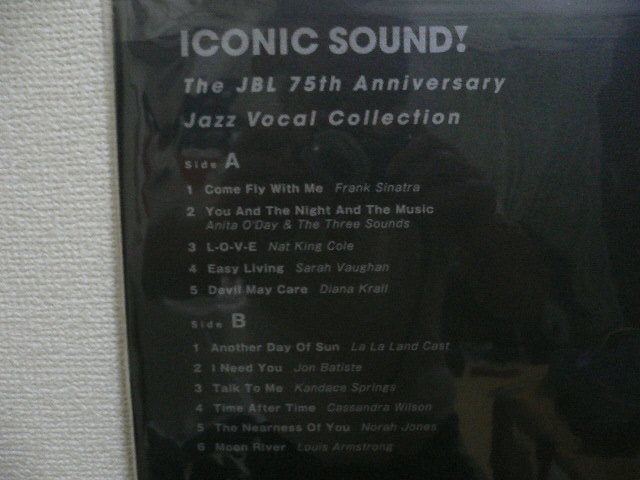 ICONIC SOUND!
The JBL 75th Anniversary
Jazz Vocal Collection
Side A
1 Come Fly With Me Frank Sinatra
2 You And The Night And The Music
Anita O'Day & The Three Sounds
3 L-O-V-E Nat King Cole
4 Easy Living Sarah Vaughan
5 Devil May Care Diana Krall
Side B
1 Another Day Of Sun La La Land Cast
2 I Need You Jon Batiste
3 Talk To Me Kandace Springs
4 Time After Time Cassandra Wilson
5 The Nearness Of You Norah Jones
6 Moon River Louis Armstrong